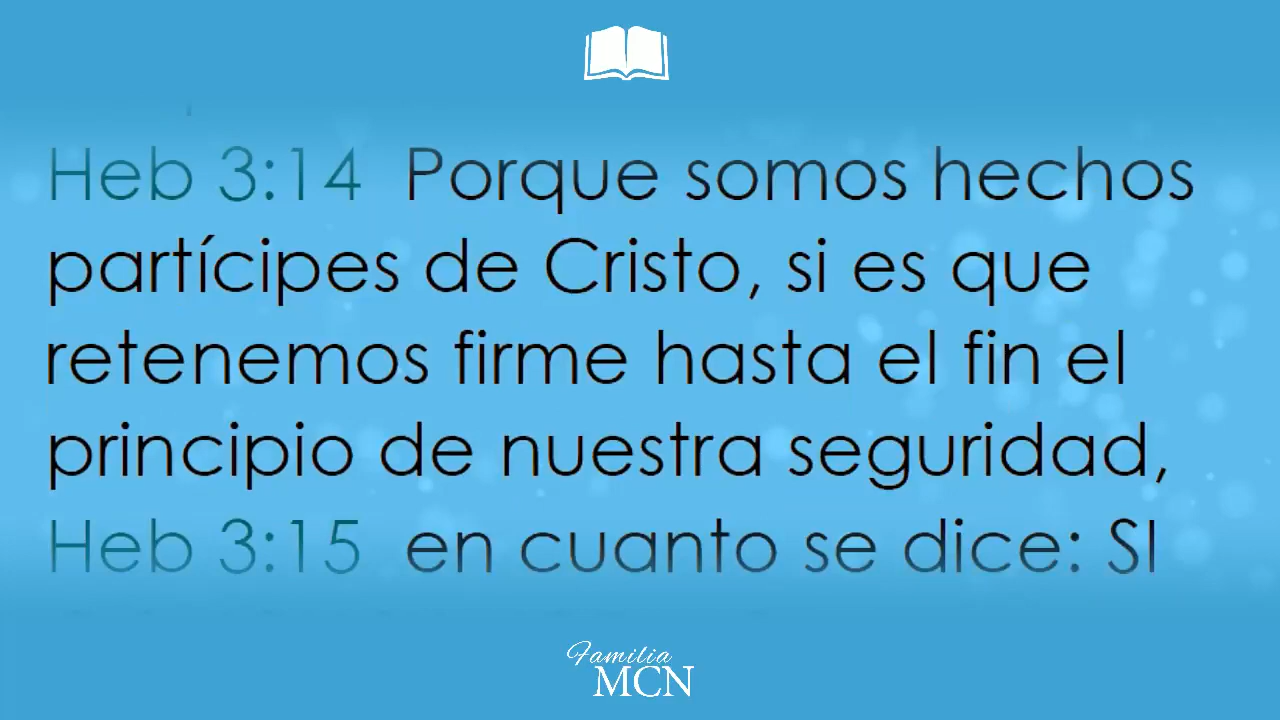 Heb 3:14 Porque somos hechos
partícipes de Cristo, si es que
retenemos firme hasta el fin el
principio de nuestra seguridad,
Heb 3:15 en cuanto se dice: SI
Familia
MCN